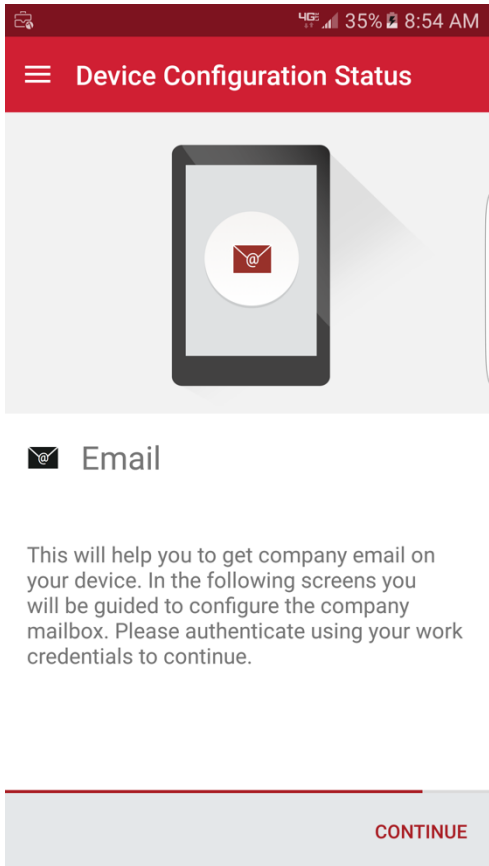 4G 35% 8:54 AM
Device Configuration Status
@
@ Email
This will help you to get company email on
your device. In the following screens you
will be guided to configure the company
mailbox. Please authenticate using your work
credentials to continue.
CONTINUE